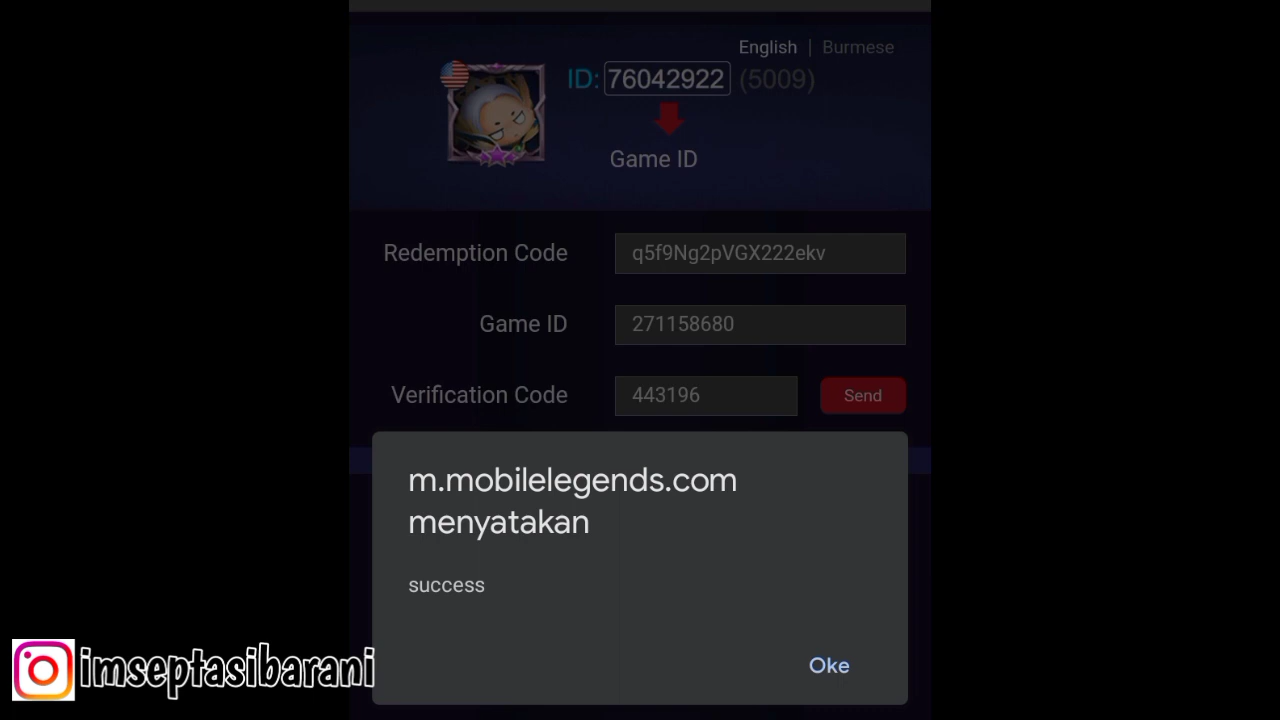 English | Burmese
ID: 76042922 (5009)
Game ID
Redemption Code q5f9Ng2pVGX222ekv
Game ID 271158680
Verification Code 443196 Send
m.mobilelegends.com
menyatakan
success
Oke
imseptasibarani